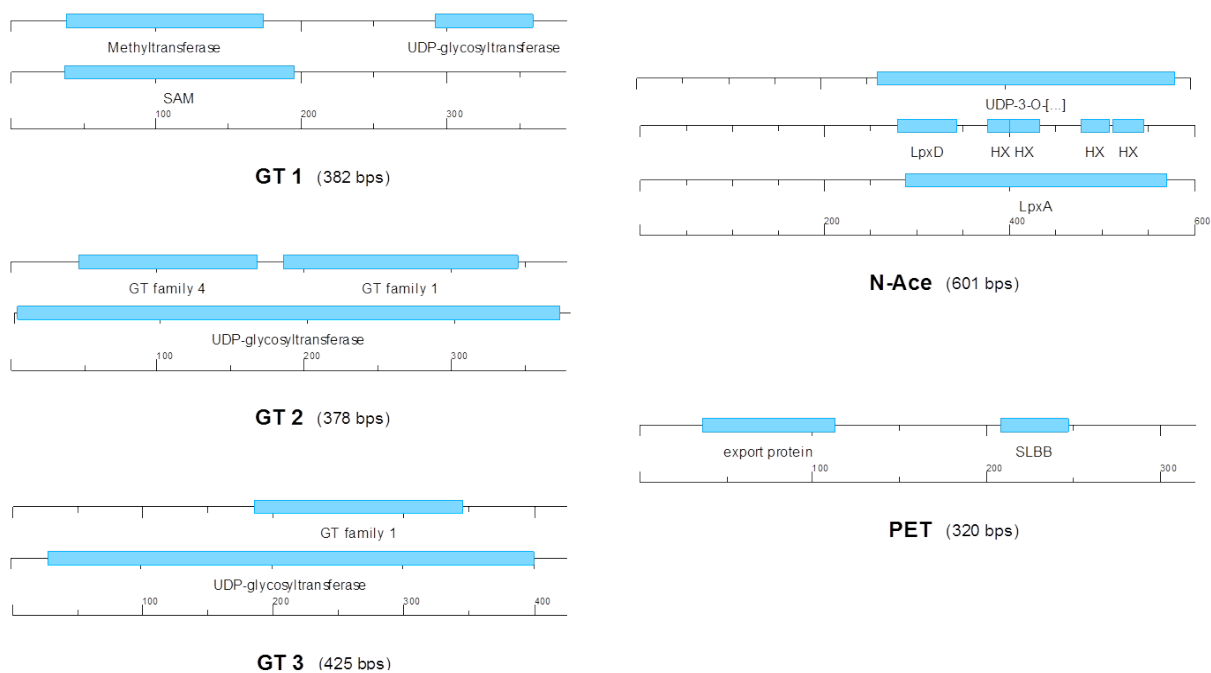 Methyltransferase UDP-glycosyltransferase
SAM
100 200 300
GT 1 (382 bps)
GT family 4 GT family 1
UDP-glycosyltransferase
100 200 300
GT 2 (378 bps)
GT family 1
UDP-glycosyltransferase
100 200 300 400
GT 3 (425 bps)
UDP-3-O-[...]
LpxD HX HX HX HX
LpxA
200 400 600
N-Ace (601 bps)
export protein SLBB
100 200 300
PET (320 bps)